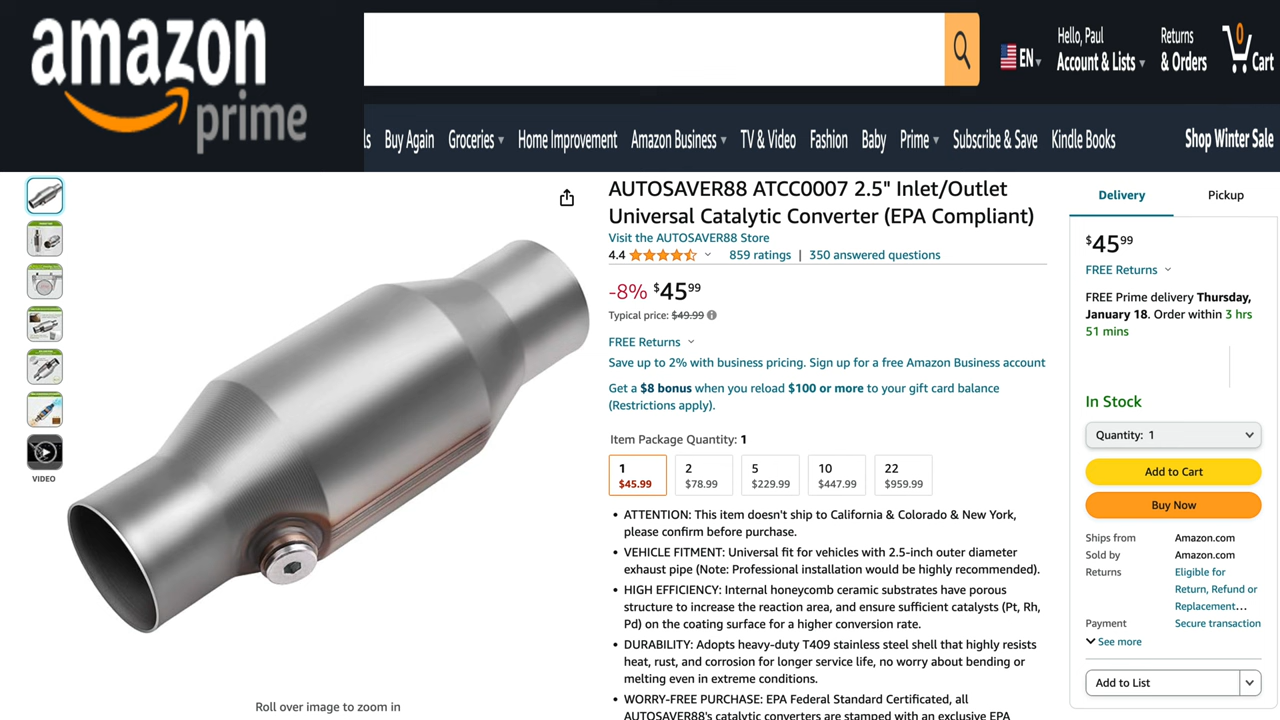 amazon
prime
EN
Hello, Paul
Account & Lists
Returns
& Orders
0
Cart
ls Buy Again Groceries Home Improvement Amazon Business TV & Video Fashion Baby Prime Subscribe & Save Kindle Books Shop Winter Sale
VIDEO
Roll over image to zoom in
AUTOSAVER88 ATCC0007 2.5" Inlet/Outlet
Universal Catalytic Converter (EPA Compliant)
Visit the AUTOSAVER88 Store
4.4 859 ratings | 350 answered questions
-8% $45 99
Typical price: $49.99
FREE Returns
Save up to 2% with business pricing. Sign up for a free Amazon Business account
Get a $8 bonus when you reload $100 or more to your gift card balance
(Restrictions apply).
Item Package Quantity: 1
1 2 5 10 22
$45.99 $78.99 $229.99 $447.99 $959.99
• ATTENTION: This item doesn't ship to California & Colorado & New York,
please confirm before purchase.
• VEHICLE FITMENT: Universal fit for vehicles with 2.5-inch outer diameter
exhaust pipe (Note: Professional installation would be highly recommended).
• HIGH EFFICIENCY: Internal honeycomb ceramic substrates have porous
structure to increase the reaction area, and ensure sufficient catalysts (Pt, Rh,
Pd) on the coating surface for a higher conversion rate.
• DURABILITY: Adopts heavy-duty T409 stainless steel shell that highly resists
heat, rust, and corrosion for longer service life, no worry about bending or
melting even in extreme conditions.
• WORRY-FREE PURCHASE: EPA Federal Standard Certificated, all
AUTOSAVER88's catalytic converters are stamped with an exclusive EPA
Delivery Pickup
$45 99
FREE Returns
FREE Prime delivery Thursday,
January 18. Order within 3 hrs
51 mins
In Stock
Quantity: 1
Add to Cart
Buy Now
Ships from Amazon.com
Sold by Amazon.com
Returns Eligible for
Return, Refund or
Replacement...
Payment Secure transaction
See more
Add to List